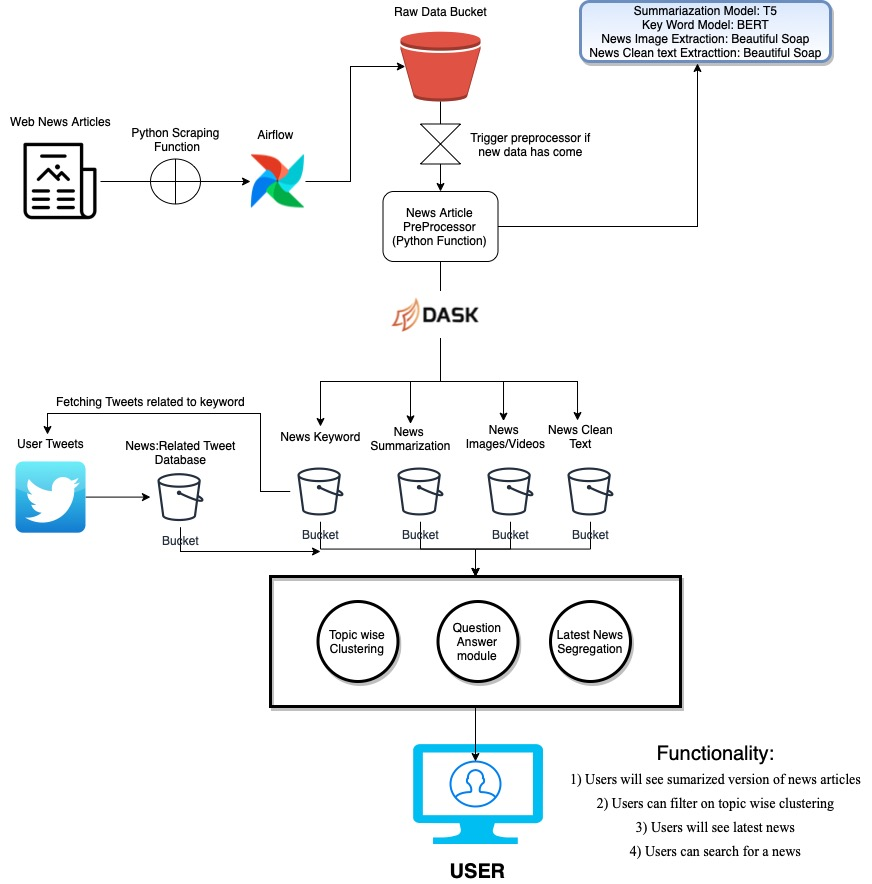 Raw Data Bucket
Summariazation Model: T5
Key Word Model: BERT
News Image Extraction: Beautiful Soap
News Clean text Extracttion: Beautiful Soap
Web News Articles
Python Scraping
Function
Airflow
Trigger preprocessor if
new data has come
News Article
PreProcessor
(Python Function)
DASK
Fetching Tweets related to keyword
User Tweets
News:Related Tweet
Database
News Keyword
News
Summarization
News
Images/Videos
News Clean
Text
Bucket
Bucket
Bucket
Bucket
Bucket
Topic wise
Clustering
Question
Answer
module
Latest News
Segregation
Functionality:
1) Users will see sumarized version of news articles
2) Users can filter on topic wise clustering
3) Users will see latest news
4) Users can search for a news
USER